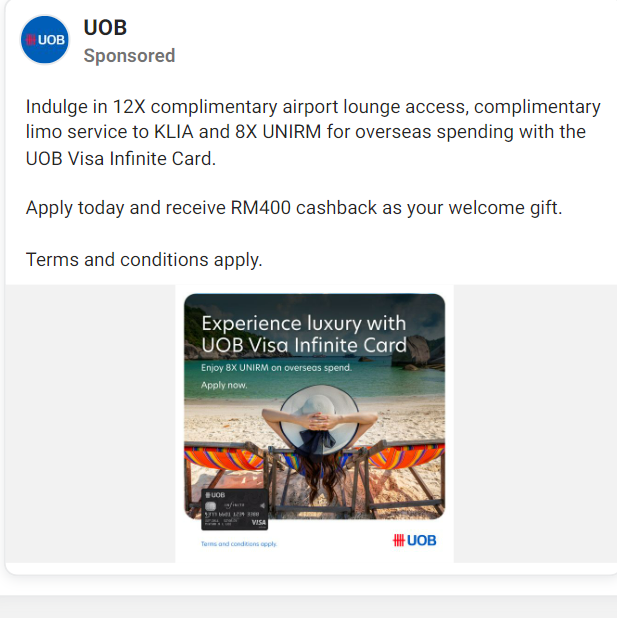 UOB
UOB
Sponsored
Indulge in 12X complimentary airport lounge access, complimentary
limo service to KLIA and 8X UNIRM for overseas spending with the
UOB Visa Infinite Card.
Apply today and receive RM400 cashback as your welcome gift.
Terms and conditions apply.
Experience luxury with
UOB Visa Infinite Card
Enjoy 8X UNIRM on overseas spend.
Apply now.
UOB
VISA
Terms and conditions apply.
UOB